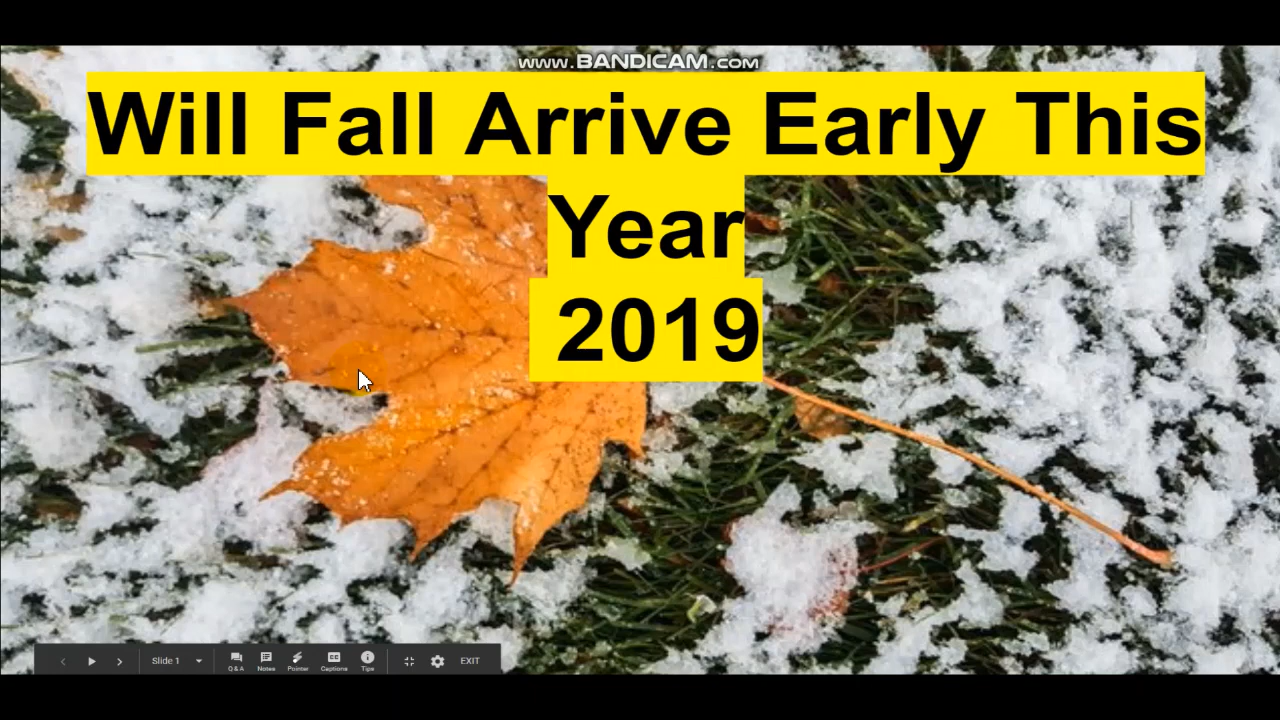 www.BANDICAM.com
Will Fall Arrive Early This
Year
2019
Slide 1
Q & A
Notes
Pointer
Captions
Tips
EXIT